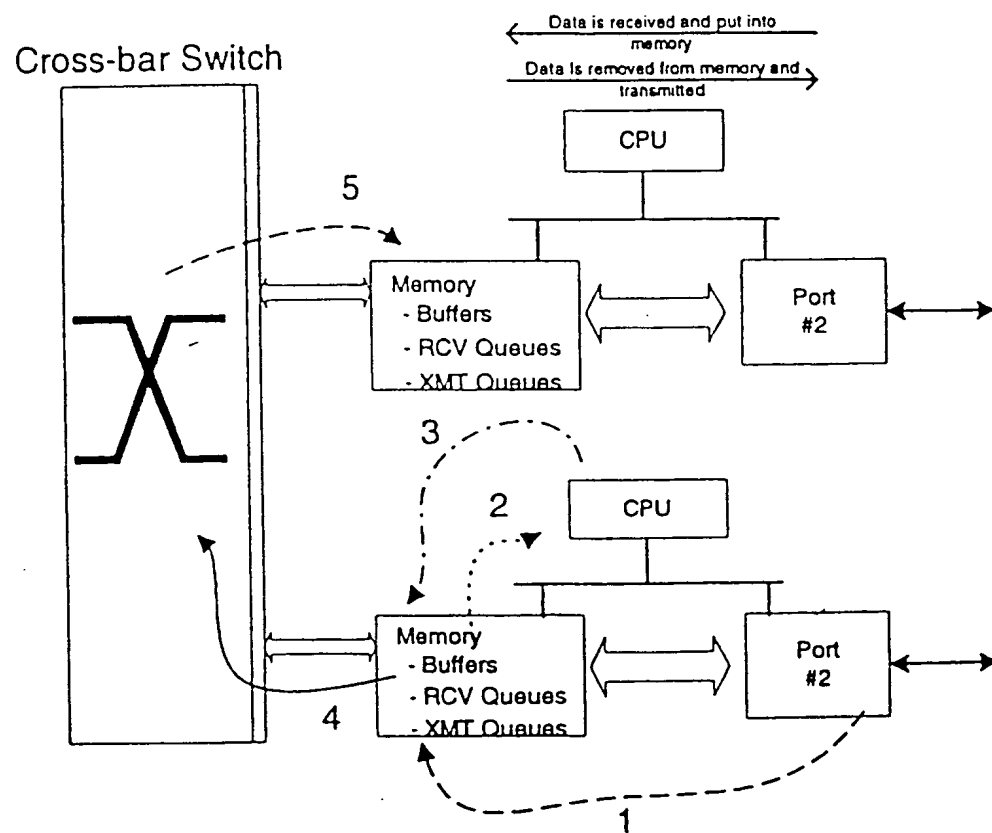 Data is received and put into
memory
Data is removed from memory and
transmitted
Cross-bar Switch
CPU
5
Memory
- Buffers
- RCV Queues
- XMT Queues
Port
#2
3
2
CPU
Memory
- Buffers
- RCV Queues
- XMT Queues
Port
#2
4
1